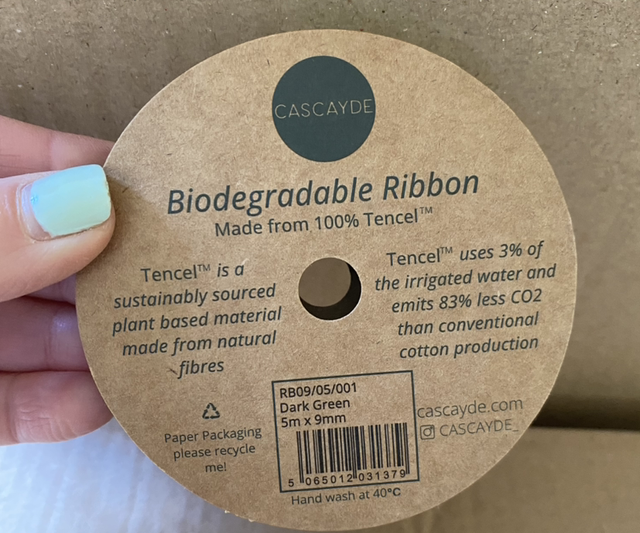 CASCAYDE
Biodegradable Ribbon
Made from 100% Tencel™
Tencel™ is a
sustainably sourced
plant based material
made from natural
fibres
Tencel™ uses 3% of
the irrigated water and
emits 83% less CO2
than conventional
cotton production
Paper Packaging
please recycle
me!
RB09/05/001
Dark Green
5m x 9mm
5 065012 031379
Hand wash at 40°C
cascayde.com
CASCAYDE_